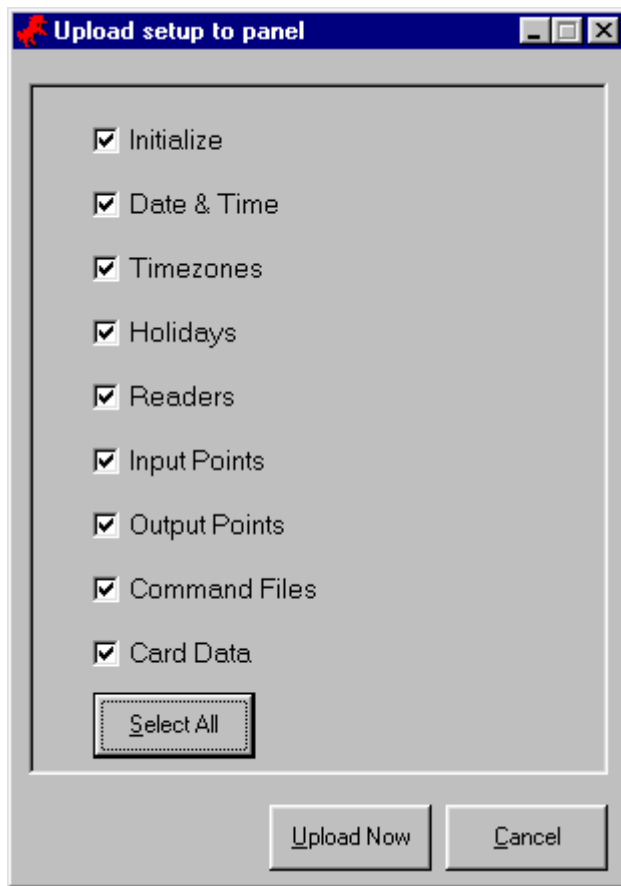 Upload setup to panel
Initialize
Date & Time
Timezones
Holidays
Readers
Input Points
Output Points
Command Files
Card Data
Select All
Upload Now Cancel